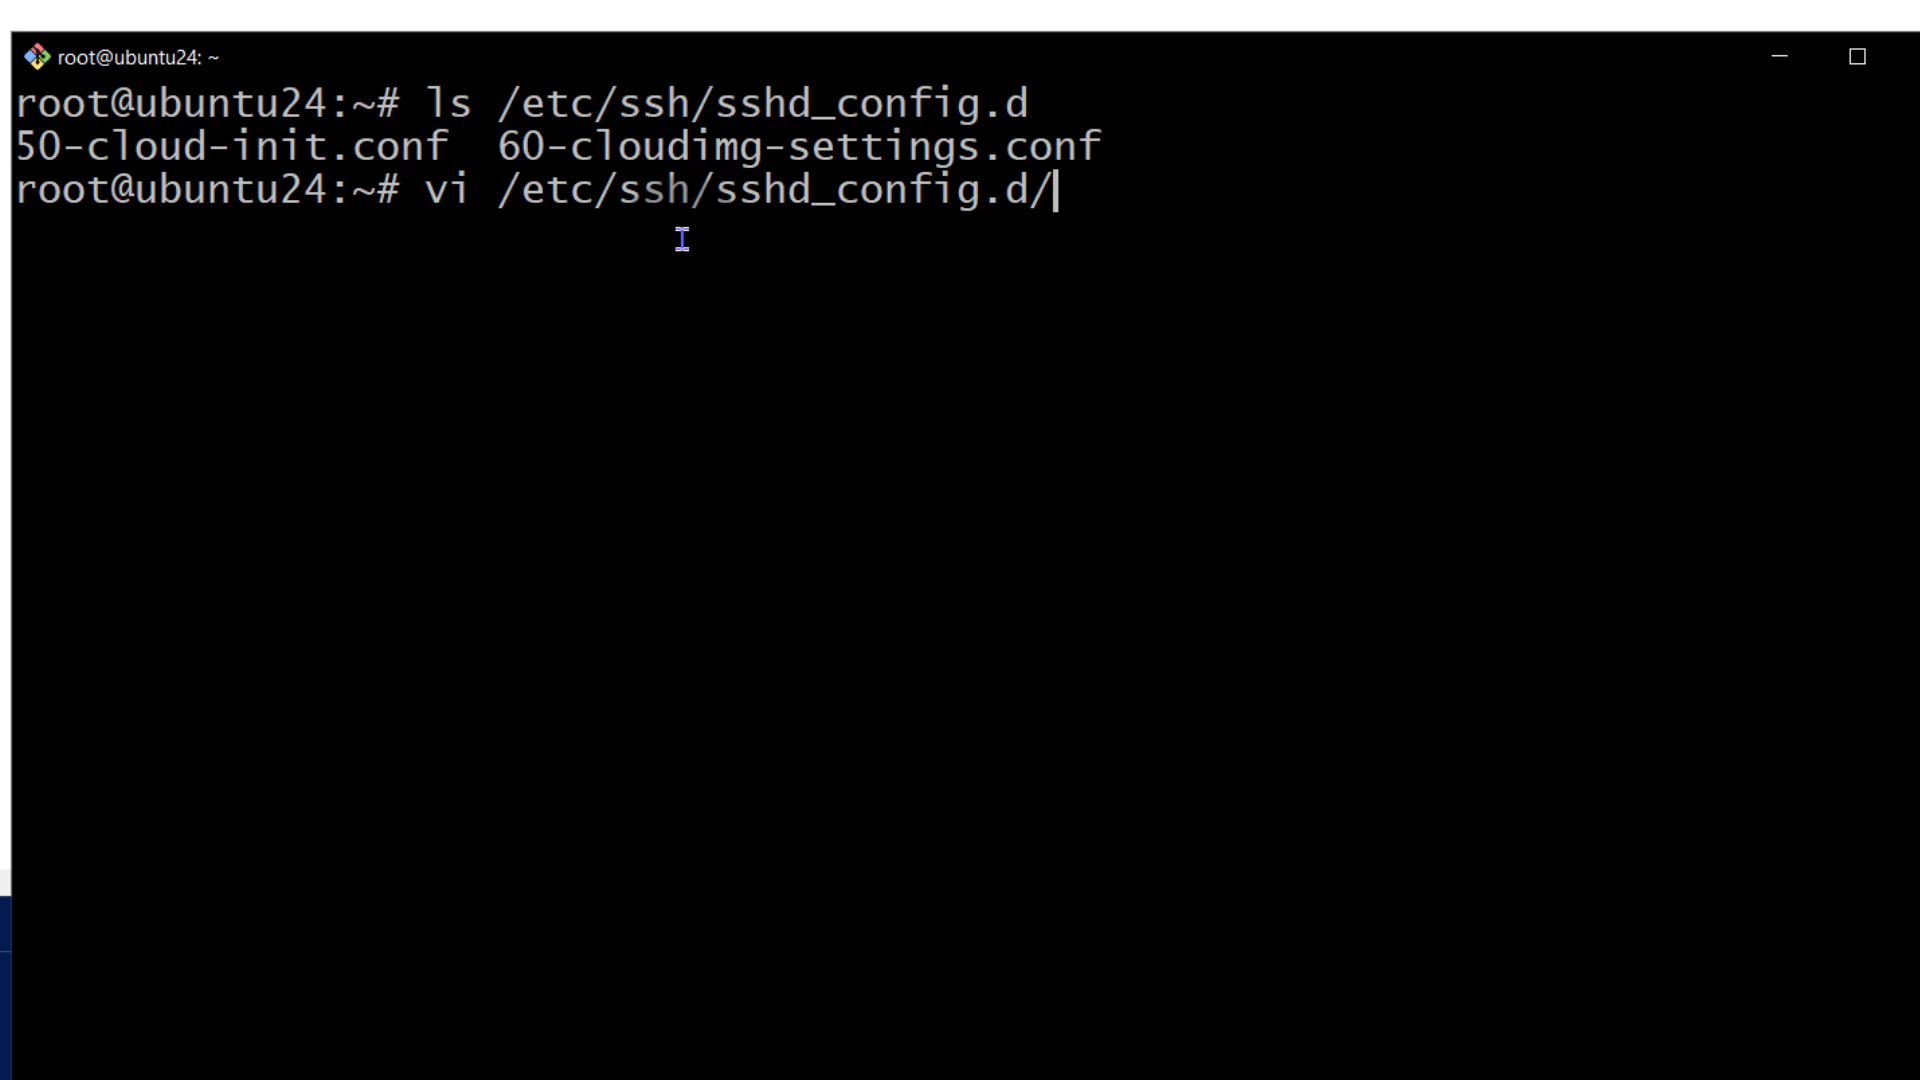 root@ubuntu24: ~
root@ubuntu24:~# ls /etc/ssh/sshd_config.d
50-cloud-init.conf  60-cloudimg-settings.conf
root@ubuntu24:~# vi /etc/ssh/sshd_config.d/